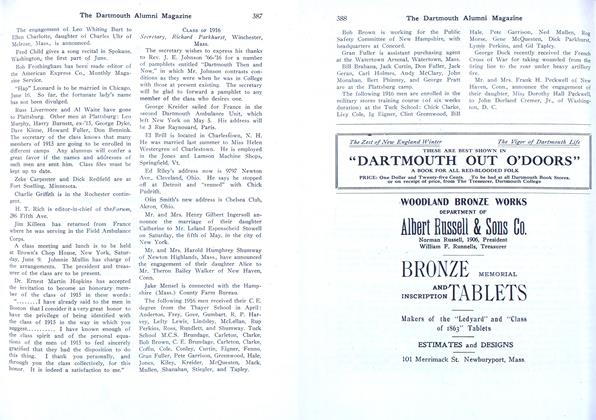 The Dartmouth Alumni Magazine 387
The engagement of Leo Whiting Burt to
Ellen Charlotte, daughter of Charles Uhr of
Melrose, Mass., is announced.
Fred Child gives a song recital in Spokane,
Washington, the first part of June.
Rob Frothingham has been made editor of
the American Express Co., Monthly Maga-
zine Service.
"Hap" Leonard is to be married in Chicago,
June 16. So far, the fortunate lady's name
has not been divulged.
Russ Livermore and Al Waite have gone
to Plattsburg. Other men at Plattsburg: Leo
Murphy, Harry Barnett, ex-'15, George Dyke,
Dave Kiene, Howard Fuller, Don Bennink.
The secretary of the class knows that many
members of 1915 are going to be enrolled in
different camps. Any alumnus will confer a
great favor if the names and addresses of
such men are sent him. Class files must be
kept up to date.
Zeke Carpenter and Dick Redfield are at
Fort Snelling, Minnesota.
Charlie Griffith is in the Rochester contin-
gent.
H. T. Rich is editor-in-chief of the Forum,
286 Fifth Ave.
Jim Killeen has returned from France
where he was serving in the Field Ambulance
Corps.
A class meeting and lunch is to be held
at Brown's Chop House, New York, Satur-
day, June 9. Johnnie Mullin has charge of
the arrangements. The president and treas-
urer of the class are to be present.
Dr. Ernest Martin Hopkins has accepted
the invitation to become an honorary mem-
ber of the class of 1915 in these words:
"........I have already said to the men in
Boston that I consider it a very great honor to
have the privilege of being identified with
the class of 1915 in the way in which you
suggest.......... I have known enough of
the class spirit and of the personal equa-
tions of the men of 1915 to feel sincerely
gratified that they had the disposition to do
this thing. I thank you personally, and
through you the class collectively, for this
honor. It is indeed a satisfaction to me."
CLASS OF 1916
Secretary, Richard Parkhurst, Winchester,
Mass.
The secretary wishes to express his thanks
to Rev. J. E. Johnson '66-'16 for a number
of pamphlets entitled "Dartmouth Then and
Now," in which Mr. Johnson contrasts con-
ditions as they were when he was in College
with those at present existing. The secretary
will be glad to forward a pamphlet to any
member of the class who desires one.
George Kreisler sailed for France in the
second Dartmouth Ambulance Unit, which
left New York on May 5. His address will
be 3 Rue Raynouard, Paris.
El Brill is located in Charlestown, N. H.
He was married last summer to Miss Helen
Westergren of Charlestown. He is employed
in the Jones and Lamson Machine Shops,
Springfield, Vt.
Ed Riley's address now is 9707 Newton
Ave., Cleveland, Ohio. He says he stopped
off at Detroit and "renned" with Chick
Pudrith.
Olin Smith's new address is Chelsea Club,
Akron, Ohio.
Mr. and Mrs. Henry Gilbert Ingersoll an-
nounce the marriage of their daughter
Catherine to Mr. Leland Espenscheid Stowell
on Saturday, the fifth of May, in the city of
New York.
Mr. and Mrs. Harold Humphrey Shumway
of Newton Highlands, Mass., have announced
the engagement of their daughter Alice to
Mr. Theron Bailey Walker of New Haven,
Conn.
Jake Mensel is connected with the Hamp-
shire (Mass.) County Farm Bureau.
The following 1916 men received their C.E.
degree from the Thayer School in April:
Anderton, Frey, Goer, Gumbart, R. P. Har-
vey, Lefty Lewis, Lindsley, McLellan, Rup
Perkins, Ross, Rundlett, and Shumway. Tuck
School M.C.S. Brundage, Carleton, Clarke,
Bob Brown, C. E. Brundage, Carleton, Clarke,
Coffin, Cole, Conley, Curtin, Eigner, Fenno,
Gran Fuller, Pete Garrison, Greenwood, Hale,
Jones, Kiley, Kreider, McQuesten, Mack,
Mullen, Shanahan, Stiegler, and Tapley.
388 The Dartmouth Alumni Magazine
Bob Brown is working for the Public
Safety Committee of New Hampshire, with
headquarters at Concord.
Gran Fuller is assistant purchasing agent
at the Watertown Arsenal, Watertown, Mass.
Bill Brahana, Jack Curtis, Don Fuller, Jack
Geran, Carl Holmes, Andy McClary, John
Monahan, Bert Phinney, and George Pratt
are at the Plattsburg camp.
The following 1916 men are enrolled in the
military stores training course (of six weeks
duration) at the Tuck School: Chick Clarke,
Licy Cole, Ig Eigner, Clint Greenwood, Bill
Hale, Pete Garrison, Ned Mullen, Rog
Morse, Gene McQuesten, Dick Parkhurst,
Lyme Perkins, and Gil Tapley.
George Dock recently received the French
Cross of War for taking wounded from the
firing line to the rear under heavy artillery
fire.
Mr. and Mrs. Frank H. Peckwell of New
Haven, Conn., announce the engagement of
their daughter, Miss Dorothy Hull Peckwell,
to John Dorland Cremer, Jr., of Washing-
ton, D. C.
The Zest of New England Winter The Vigor of Dartmouth Life
THESE ARE BEST SHOWN IN
"DARTMOUTH OUT O'DOORS"
A BOOK FOR ALL RED-BLOODED FOLK
PRICE: One Dollar and Twenty-five Cents. To be had at all Dartmouth Book Stores.
or on receipt of price, from The Treasurer, Dartmouth College
WOODLAND BRONZE WORKS
DEPARTMENT OF
Albert Russell & Sons Co.
Norman Russell, 1906, President
William F. Runnells, Treasurer
BRONZE MEMORIAL
AND
INSCRIPTION TABLETS
Makers of the "Ledyard" and "Class
of 1863" Tablets
ESTIMATES and DESIGNS
101 Merrimack St. Newburyport, Mass.